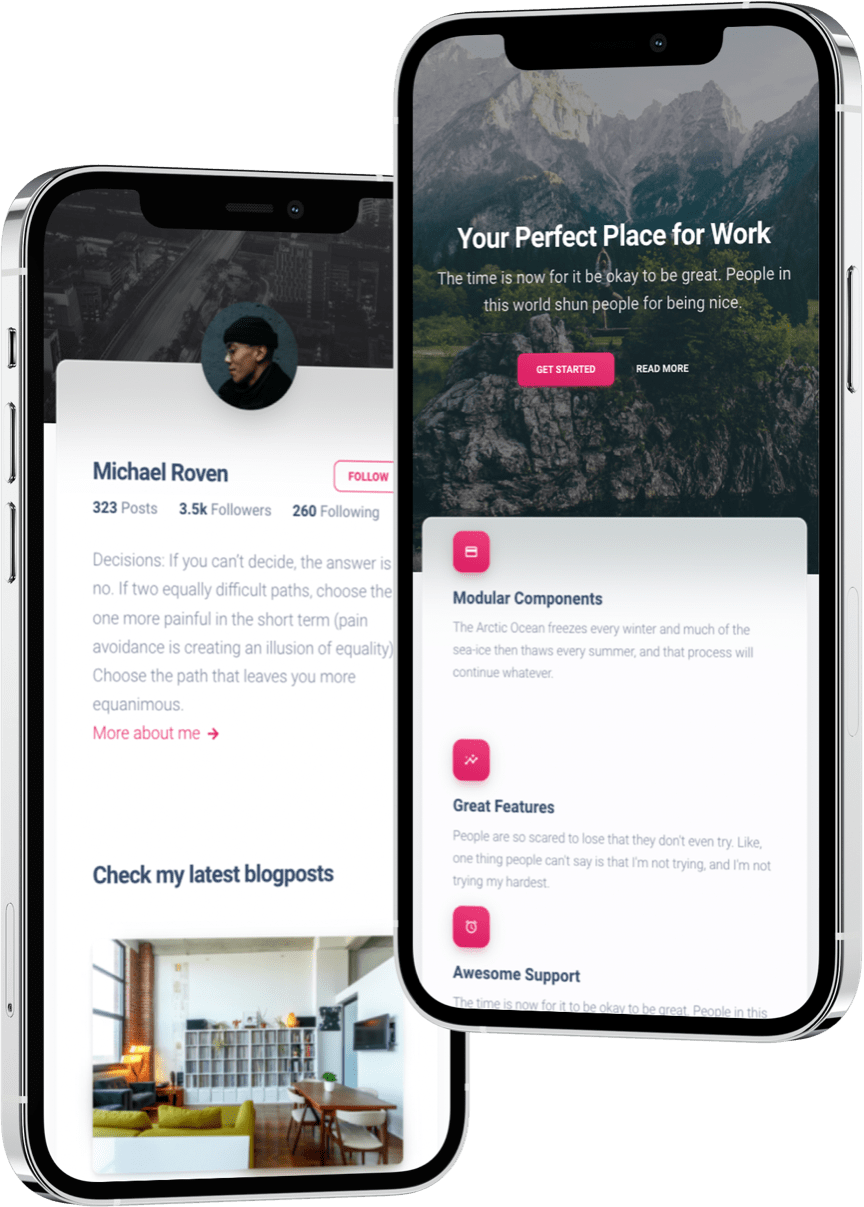 Your Perfect Place for Work
The time is now for it be okay to be great. People in
this world shun people for being nice.
GET STARTED
READ MORE
Modular Components
The Arctic Ocean freezes every winter and much of the
sea-ice then thaws every summer, and that process will
continue whatever.
Great Features
People are so scared to lose that they don't even try. Like,
one thing people can't say is that I'm not trying, and I'm not
trying my hardest.
Awesome Support
The time is now for it to be okay to be great. People in this
Michael Roven
FOLLOW
323 Posts
3.5k Followers
260 Following
Decisions: If you can't decide, the answer is
no. If two equally difficult paths, choose the
one more painful in the short term (pain
avoidance is creating an illusion of equality)
Choose the path that leaves you more
equanimous.
More about me →
Check my latest blogposts